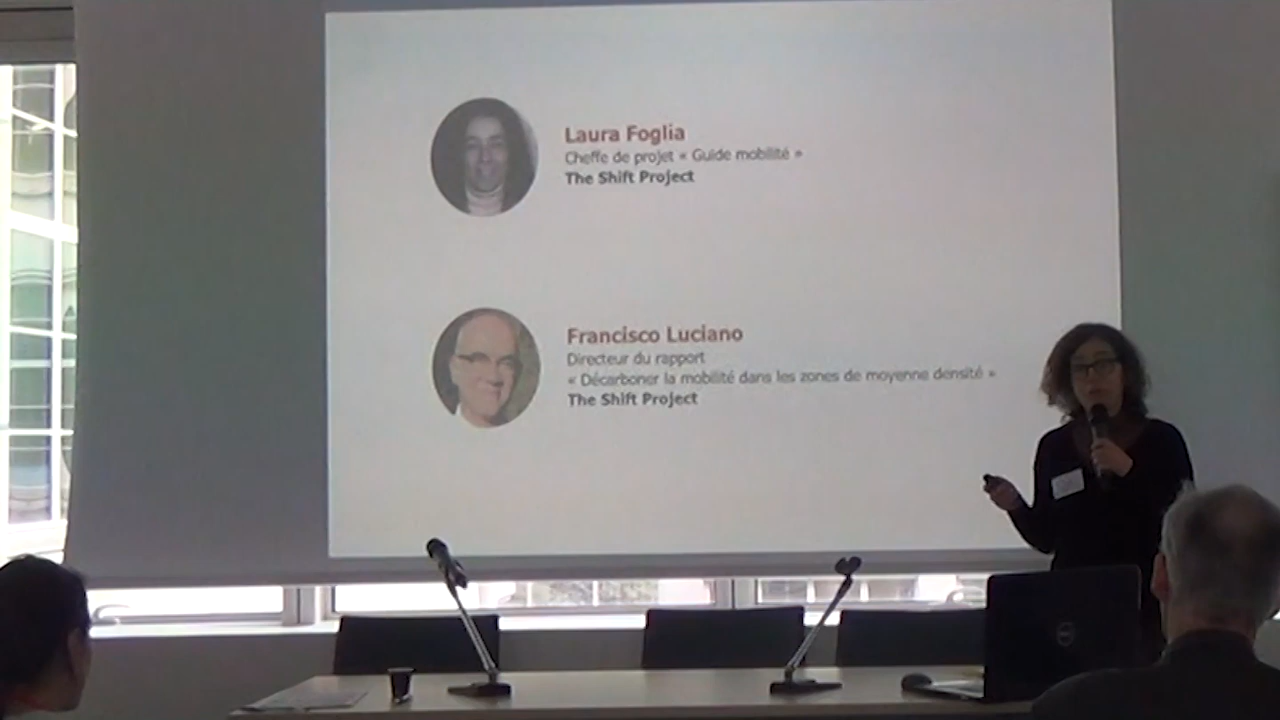 Laura Foglia
Cheffe de projet « Guide mobilité »
The Shift Project
Francisco Luciano
Directeur du rapport
« Décarboner la mobilité dans les zones de moyenne densité »
The Shift Project